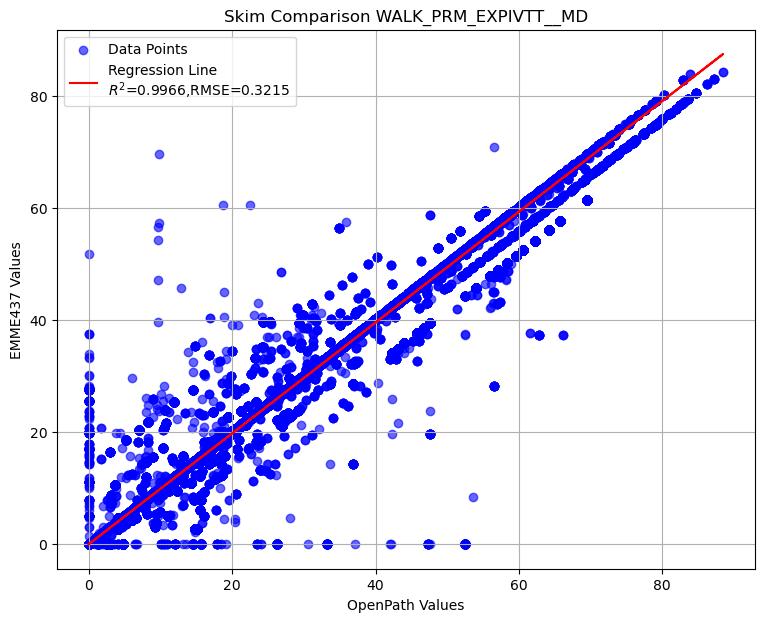 Skim Comparison WALK_PRM_EXPIVTT__MD
Data Points
Regression Line
R²=0.9966,RMSE=0.3215
EMME437 Values
80
60
40
20
0
0 20 40 60 80
OpenPath Values